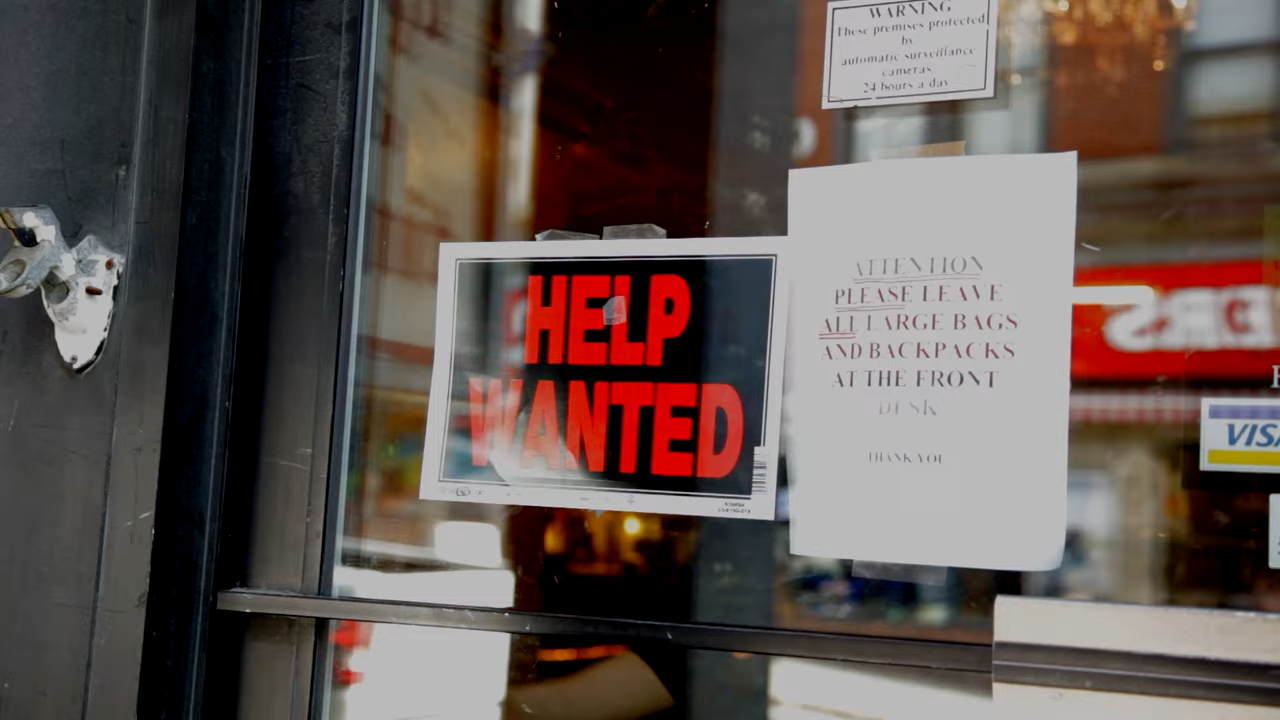 WARNING
These premises protected
by
automatic surveillance
cameras
24 hours a day
HELP
WANTED
ATTENTION
PLEASE LEAVE
ALL LARGE BAGS
AND BACKPACKS
AT THE FRONT
DESK
THANK YOU
VISA